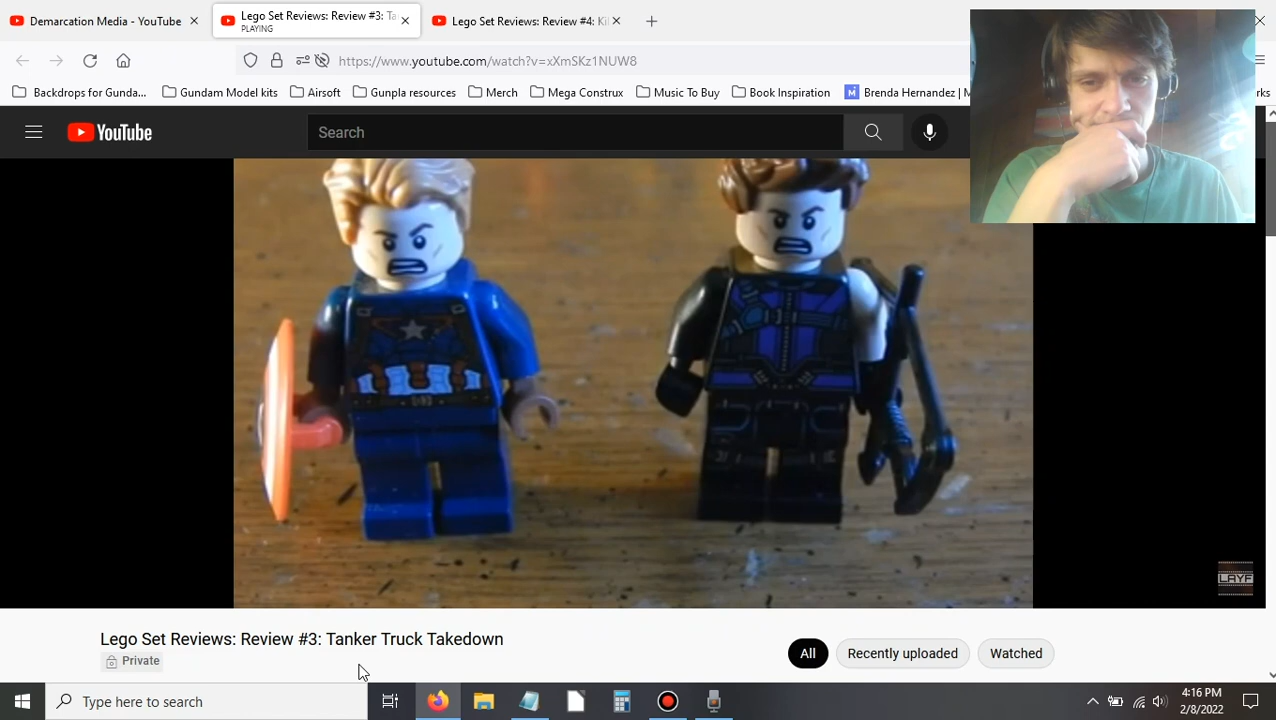 Demarcation Media - YouTube
Lego Set Reviews: Review #3: Ta
PLAYING
Lego Set Reviews: Review #4: Ki
https://www.youtube.com/watch?v=xXmSKz1NUW8
Backdrops for Gunda...
Gundam Model kits
Airsoft
Gunpla resources
Merch
Mega Construx
Music To Buy
Book Inspiration
M Brenda Hernandez | M
rks
YouTube
Search
LAYF
Lego Set Reviews: Review #3: Tanker Truck Takedown
Private
All
Recently uploaded
Watched
Type here to search
4:16 PM
2/8/2022